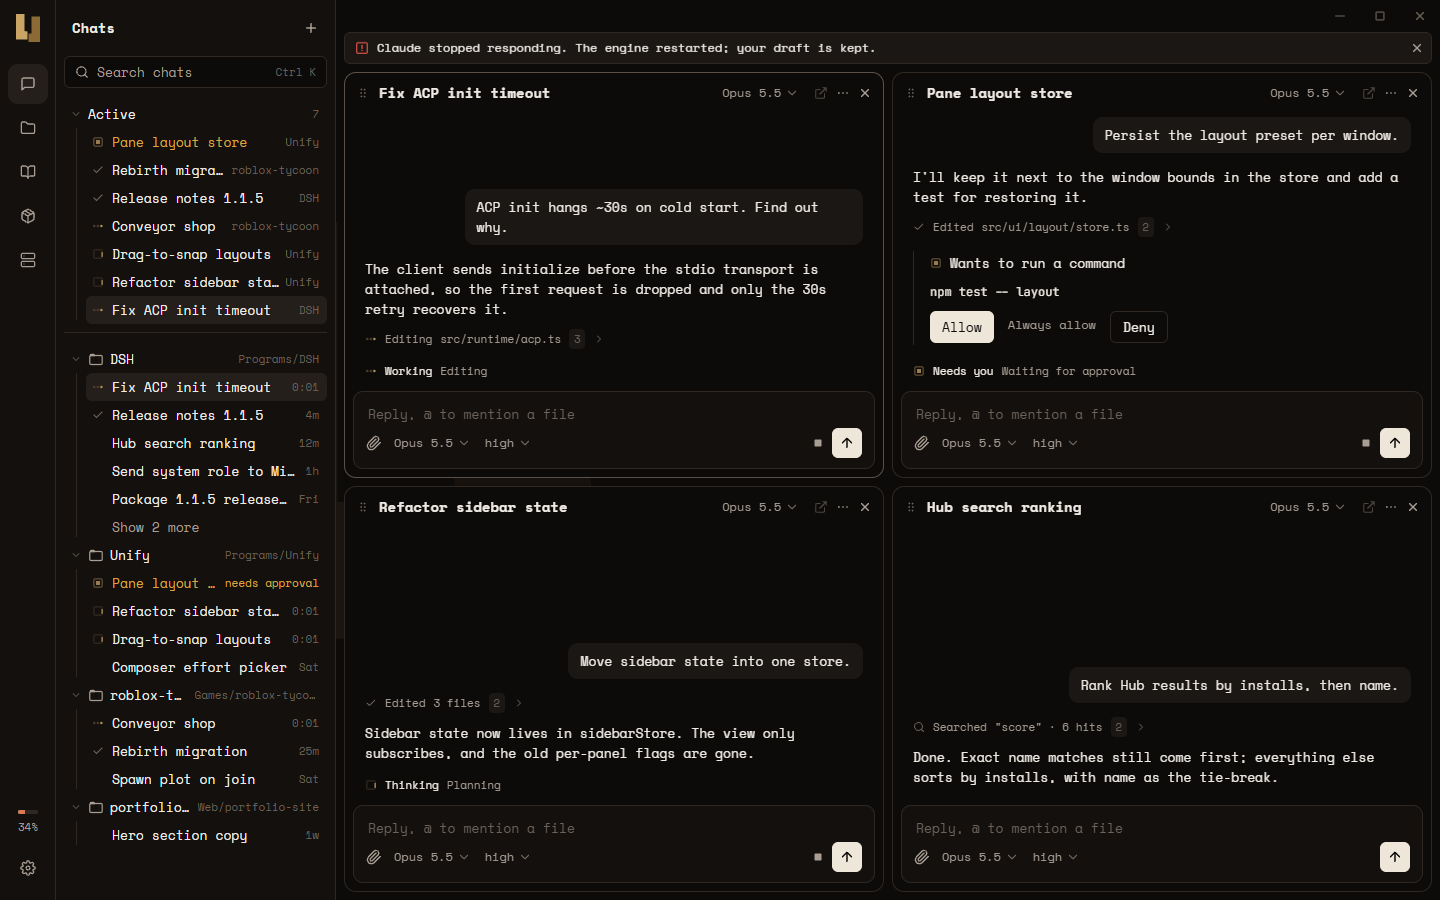 Chats
Search chats Ctrl K
Active 7
Pane layout store Unify
Rebirth migra… roblox-tycoon
Release notes 1.1.5 DSH
Conveyor shop roblox-tycoon
Drag-to-snap layouts Unify
Refactor sidebar sta… Unify
Fix ACP init timeout DSH
DSH Programs/DSH
Fix ACP init timeout 0:01
Release notes 1.1.5 4m
Hub search ranking 12m
Send system role to Mi… 1h
Package 1.1.5 release… Fri
Show 2 more
Unify Programs/Unify
Pane layout … needs approval
Refactor sidebar sta… 0:01
Drag-to-snap layouts 0:01
Composer effort picker Sat
roblox-t… Games/roblox-tyco…
Conveyor shop 0:01
Rebirth migration 25m
Spawn plot on join Sat
portfolio… Web/portfolio-site
Hero section copy 1w
34%
Claude stopped responding. The engine restarted; your draft is kept.
Fix ACP init timeout Opus 5.5
ACP init hangs ~30s on cold start. Find out
why.
The client sends initialize before the stdio transport is
attached, so the first request is dropped and only the 30s
retry recovers it.
Editing src/runtime/acp.ts 3
Working Editing
Reply, @ to mention a file
Opus 5.5 high
Pane layout store Opus 5.5
Persist the layout preset per window.
I'll keep it next to the window bounds in the store and add a
test for restoring it.
Edited src/ui/layout/store.ts 2
Wants to run a command
npm test -- layout
Allow Always allow Deny
Needs you Waiting for approval
Reply, @ to mention a file
Opus 5.5 high
Refactor sidebar state Opus 5.5
Move sidebar state into one store.
Edited 3 files 2
Sidebar state now lives in sidebarStore. The view only
subscribes, and the old per-panel flags are gone.
Thinking Planning
Reply, @ to mention a file
Opus 5.5 high
Hub search ranking Opus 5.5
Rank Hub results by installs, then name.
Searched "score" · 6 hits 2
Done. Exact name matches still come first; everything else
sorts by installs, with name as the tie-break.
Reply, @ to mention a file
Opus 5.5 high